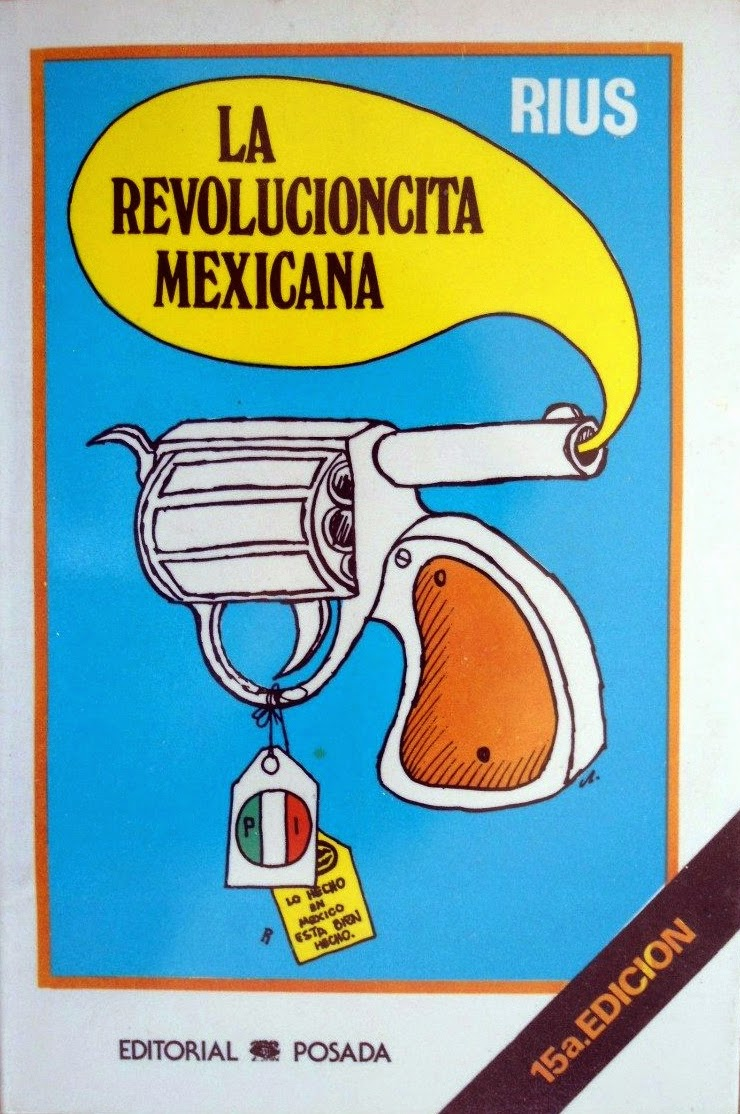 RIUS
LA
REVOLUCIONCITA
MEXICANA
P I
R
LO HECHO
EN
MEXICO
ESTA BIEN
HECHO.
15a. EDICION
EDITORIAL POSADA